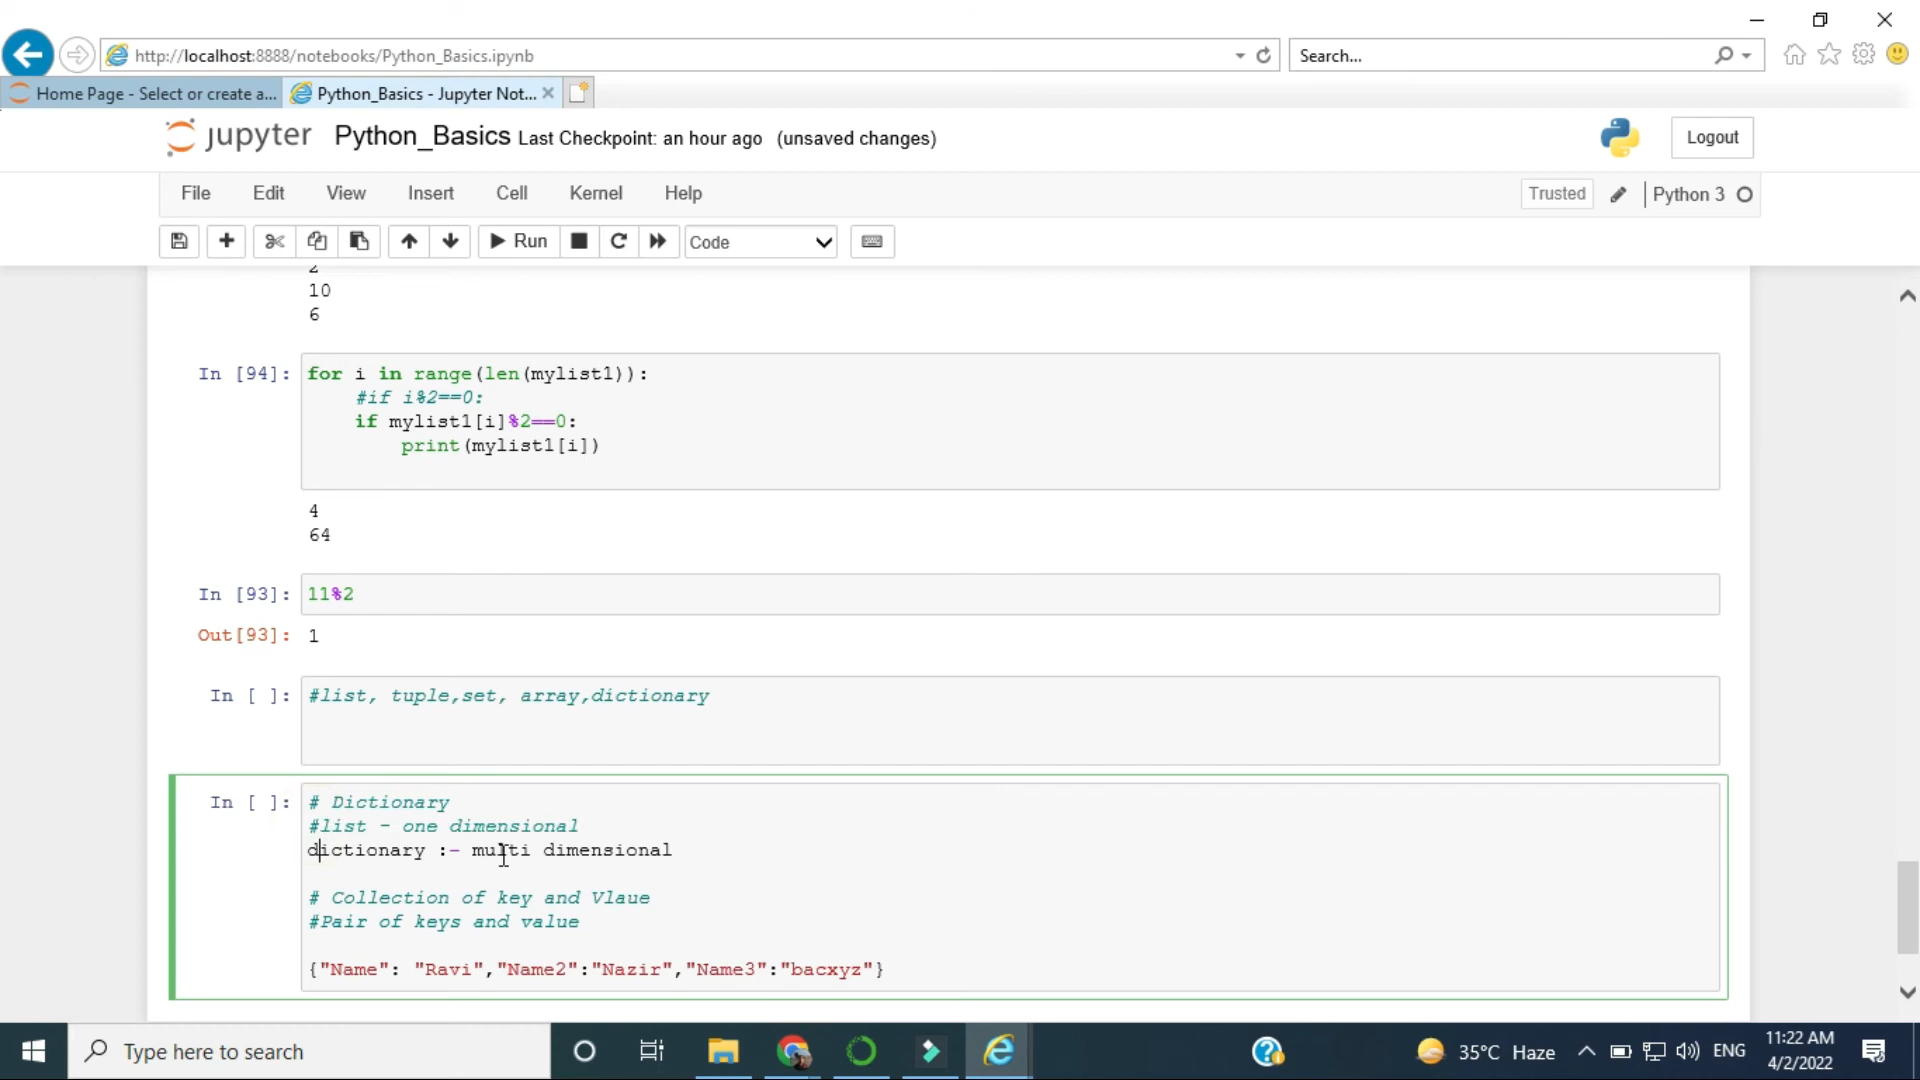 http://localhost:8888/notebooks/Python_Basics.ipynb
Search...
Home Page - Select or create a...
Python_Basics - Jupyter Not...
jupyter Python_Basics Last Checkpoint: an hour ago (unsaved changes)
Logout
File Edit View Insert Cell Kernel Help
Trusted
Python 3
Run
Code
2
10
6
In [94]: for i in range(len(mylist1)):
#if i%2==0:
if mylist1[i]%2==0:
print(mylist1[i])
4
64
In [93]: 11%2
Out[93]: 1
In [ ]: #list, tuple,set, array,dictionary
In [ ]: # Dictionary
#list - one dimensional
dictionary :- multi dimensional
# Collection of key and Vlaue
#Pair of keys and value
{"Name": "Ravi","Name2":"Nazir","Name3":"bacxyz"}
Type here to search
35°C Haze
ENG
11:22 AM
4/2/2022